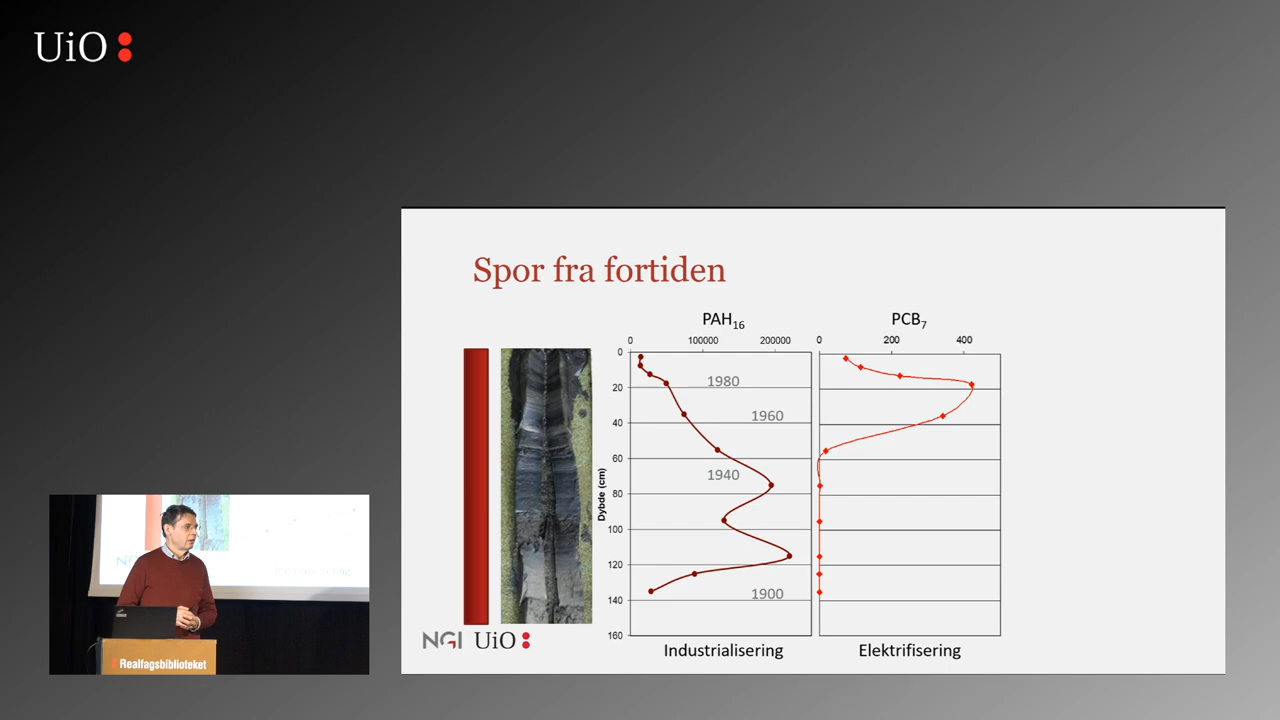 UiO
Spor fra fortiden
PAH16
PCB7
0 100000 200000
0 200 400
0
20
40
60
80
100
120
140
160
Dybde (cm)
1980
1960
1940
1900
Industrialisering
Elektrifisering
NGI UiO
Realfagsbiblioteket